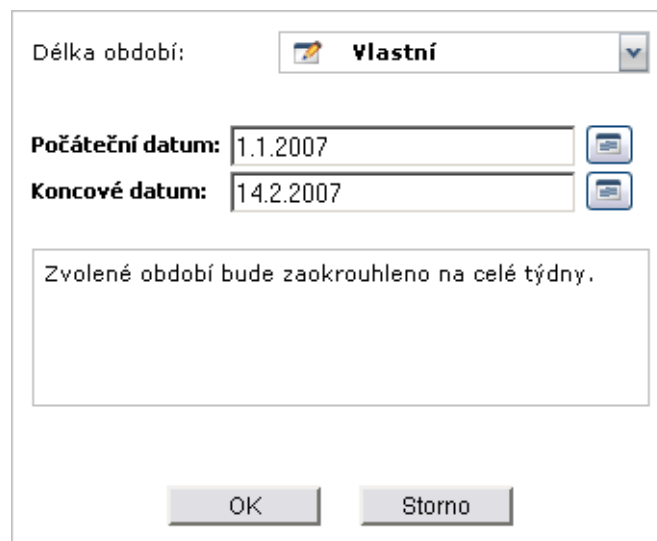 Délka období: Vlastní
Počáteční datum: 1.1.2007
Koncové datum: 14.2.2007
Zvolené období bude zaokrouhleno na celé týdny.
OK Storno